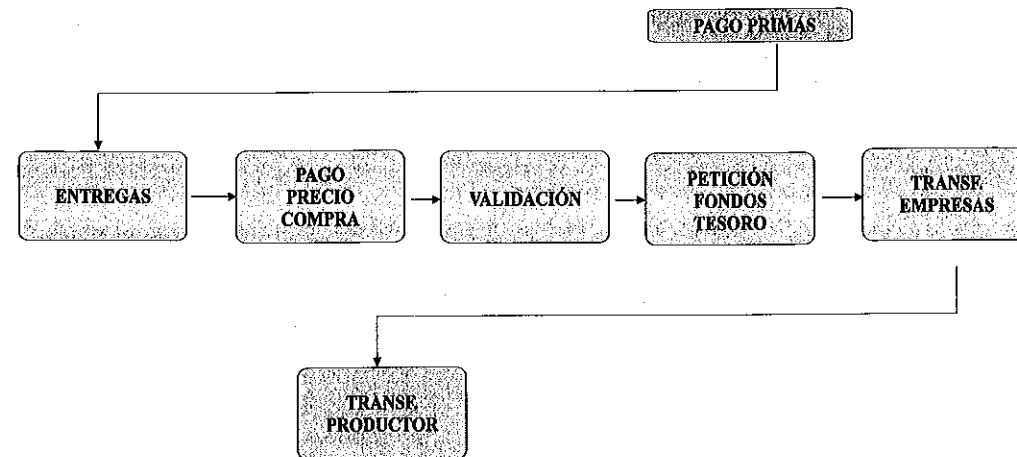 PAGO PRIMAS
ENTREGAS
PAGO
PRECIO
COMPRA
VALIDACIÓN
PETICIÓN
FONDOS
TESORO
TRANSF.
EMPRESAS
TRANSF.
PRODUCTOR